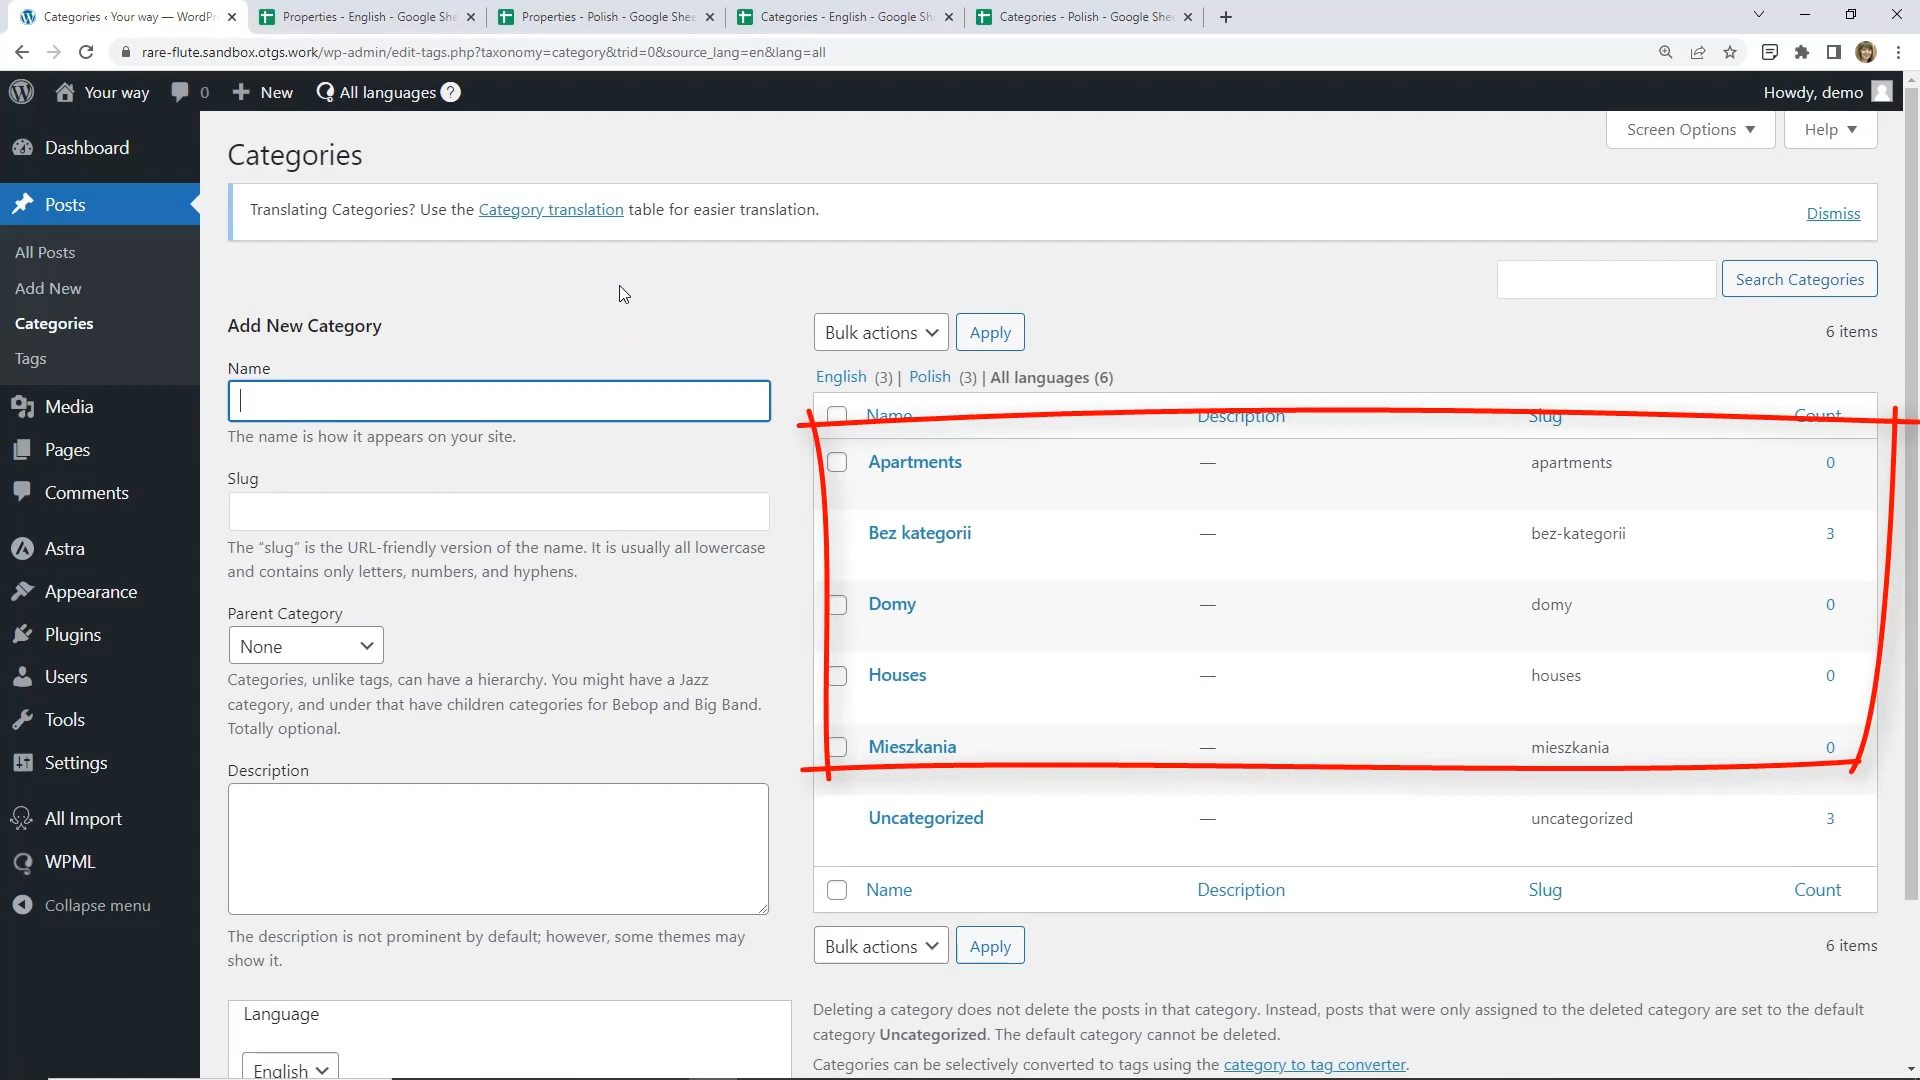 Categories ‹ Your way — WordPr
Properties - English - Google She
Properties - Polish - Google Shee
Categories - English - Google Sh
Categories - Polish - Google She
rare-flute.sandbox.otgs.work/wp-admin/edit-tags.php?taxonomy=category&trid=0&source_lang=en&lang=all
Your way
0
New
All languages
?
Howdy, demo
Dashboard
Posts
All Posts
Add New
Categories
Tags
Media
Pages
Comments
Astra
Appearance
Plugins
Users
Tools
Settings
All Import
WPML
Collapse menu
Screen Options
Help
Categories
Translating Categories? Use the Category translation table for easier translation.
Dismiss
Search Categories
Add New Category
Name
The name is how it appears on your site.
Slug
The “slug” is the URL-friendly version of the name. It is usually all lowercase
and contains only letters, numbers, and hyphens.
Parent Category
None
Categories, unlike tags, can have a hierarchy. You might have a Jazz
category, and under that have children categories for Bebop and Big Band.
Totally optional.
Description
The description is not prominent by default; however, some themes may
show it.
Language
English
Bulk actions
Apply
6 items
English (3) | Polish (3) | All languages (6)
Name Description Slug Count
Apartments — apartments 0
Bez kategorii — bez-kategorii 3
Domy — domy 0
Houses — houses 0
Mieszkania — mieszkania 0
Uncategorized — uncategorized 3
Name Description Slug Count
Bulk actions
Apply
6 items
Deleting a category does not delete the posts in that category. Instead, posts that were only assigned to the deleted category are set to the default
category Uncategorized. The default category cannot be deleted.
Categories can be selectively converted to tags using the category to tag converter.